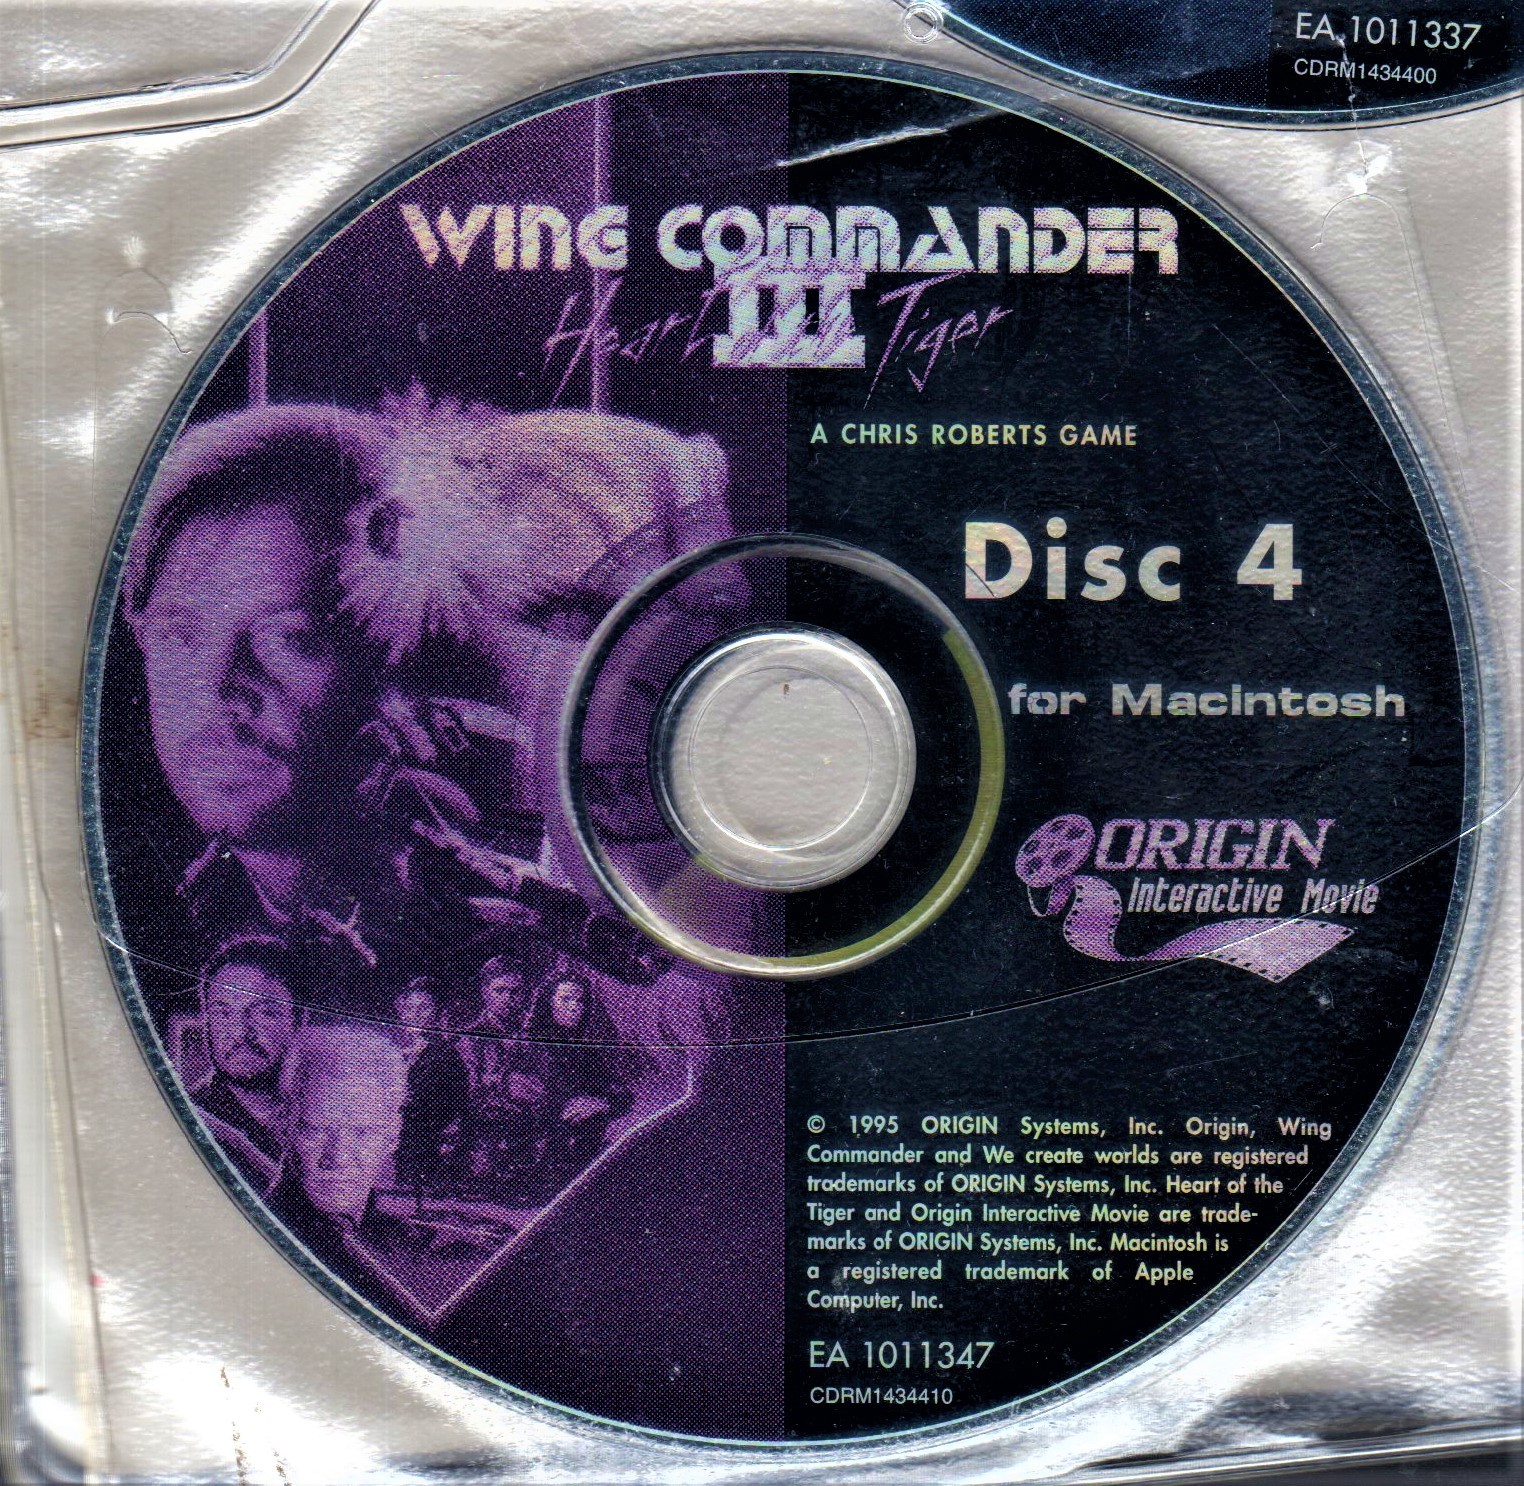 EA 1011337
CDRM1434400
WING COMMANDER
III
Heart of the Tiger
A CHRIS ROBERTS GAME
Disc 4
for Macintosh
ORIGIN
Interactive Movie
© 1995 ORIGIN Systems, Inc. Origin, Wing
Commander and We create worlds are registered
trademarks of ORIGIN Systems, Inc. Heart of the
Tiger and Origin Interactive Movie are trade-
marks of ORIGIN Systems, Inc. Macintosh is
a registered trademark of Apple
Computer, Inc.
EA 1011347
CDRM1434410